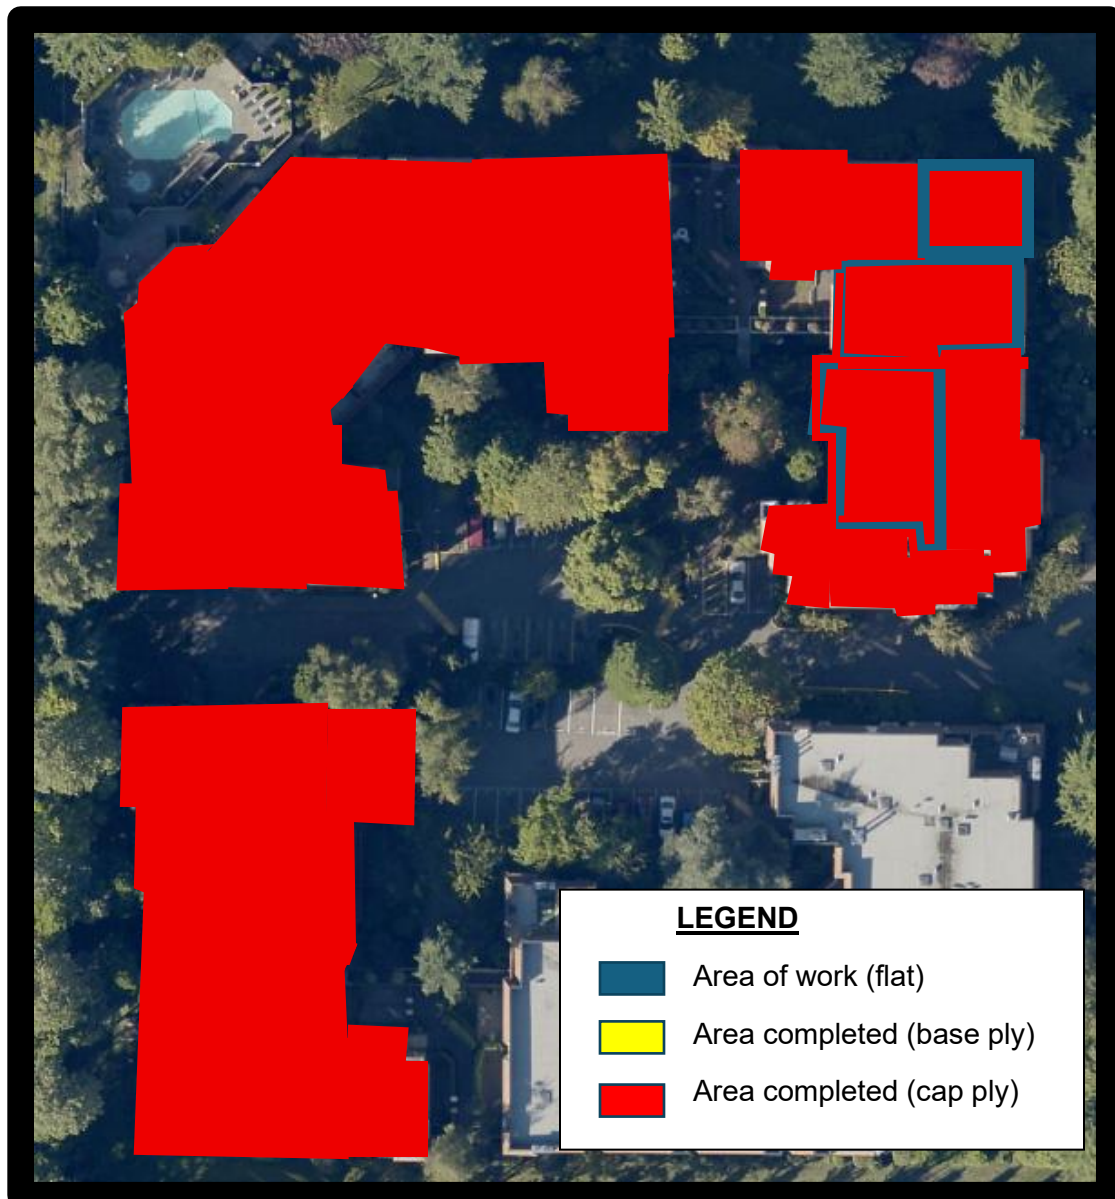 LEGEND
Area of work (flat)
Area completed (base ply)
Area completed (cap ply)